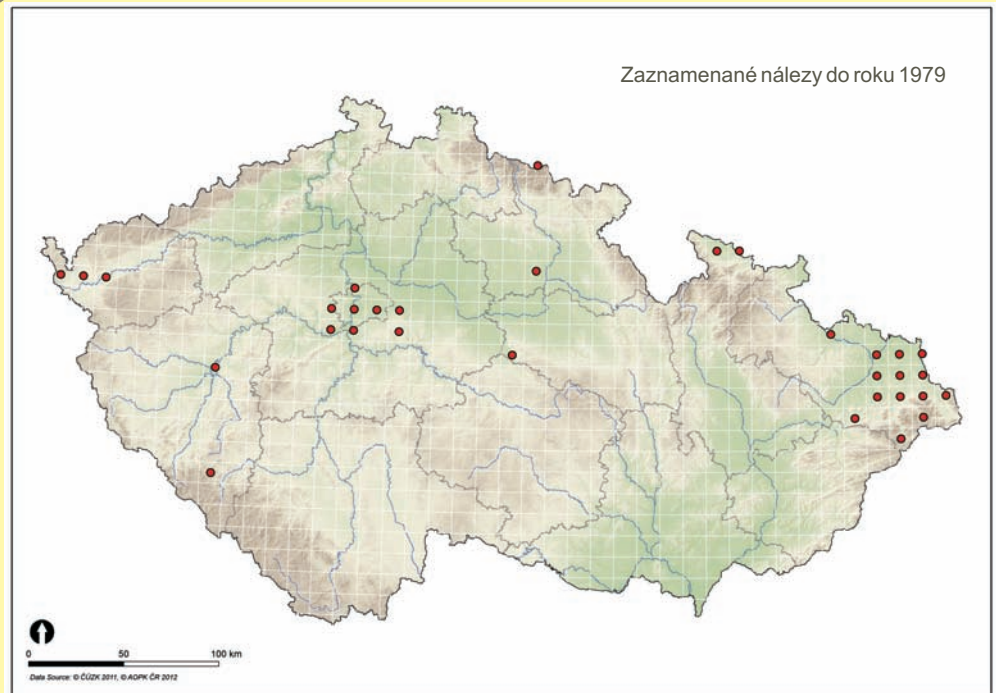 Zaznamenané nálezy do roku 1979
0 50 100 km
Data Source: © ČÚZK 2011, © AOPK ČR 2012